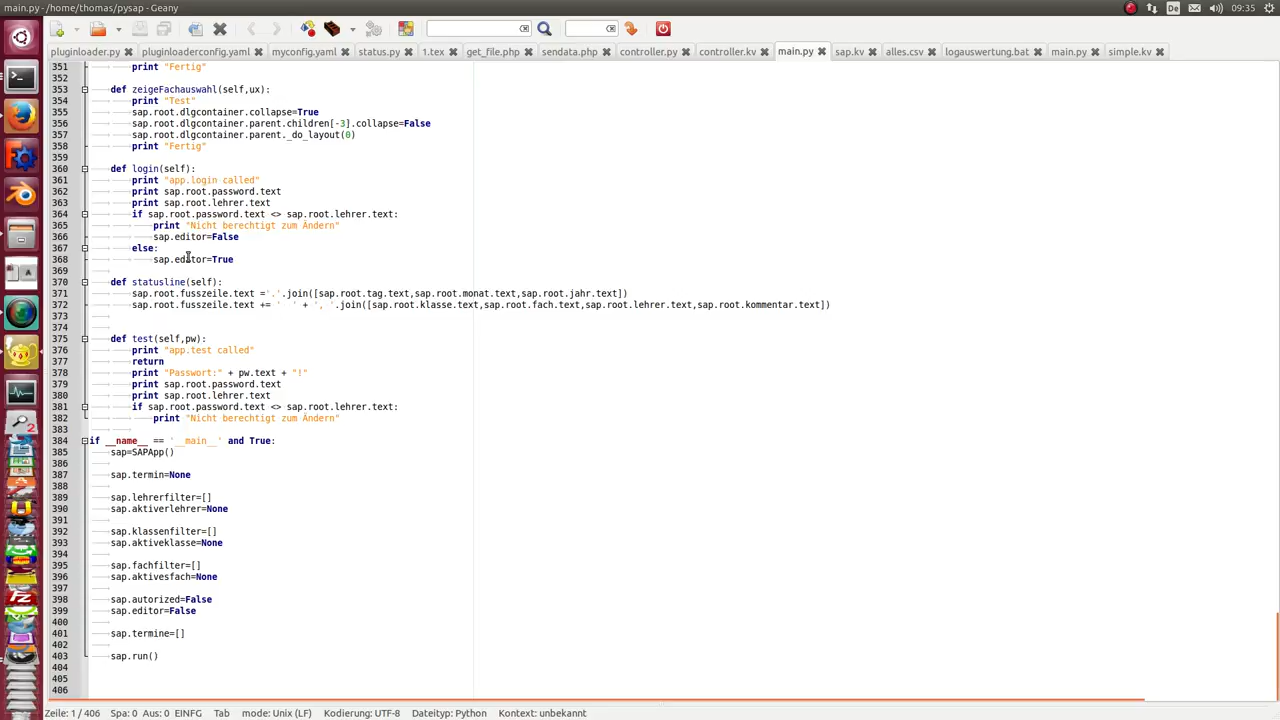 main.py - /home/thomas/pysap - Geany
De 09:35
pluginloader.py pluginloaderconfig.yaml myconfig.yaml status.py 1.tex get_file.php sendata.php controller.py controller.kv main.py sap.kv alles.csv logauswertung.bat main.py simple.kv
351 print "Fertig"
352
353 def zeigeFachauswahl(self,ux):
354 print "Test"
355 sap.root.dlgcontainer.collapse=True
356 sap.root.dlgcontainer.parent.children[-3].collapse=False
357 sap.root.dlgcontainer.parent._do_layout(0)
358 print "Fertig"
359
360 def login(self):
361 print "app.login called"
362 print sap.root.password.text
363 print sap.root.lehrer.text
364 if sap.root.password.text <> sap.root.lehrer.text:
365 print "Nicht berechtigt zum Ändern"
366 sap.editor=False
367 else:
368 sap.editor=True
369
370 def statusline(self):
371 sap.root.fusszeile.text ='.'.join([sap.root.tag.text,sap.root.monat.text,sap.root.jahr.text])
372 sap.root.fusszeile.text += '  ' + ', '.join([sap.root.klasse.text,sap.root.fach.text,sap.root.lehrer.text,sap.root.kommentar.text])
373
374
375 def test(self,pw):
376 print "app.test called"
377 return
378 print "Passwort:" + pw.text + "!"
379 print sap.root.password.text
380 print sap.root.lehrer.text
381 if sap.root.password.text <> sap.root.lehrer.text:
382 print "Nicht berechtigt zum Ändern"
383
384 if __name__ == '__main__' and True:
385 sap=SAPApp()
386
387 sap.termin=None
388
389 sap.lehrerfilter=[]
390 sap.aktiverlehrer=None
391
392 sap.klassenfilter=[]
393 sap.aktiveklasse=None
394
395 sap.fachfilter=[]
396 sap.aktivesfach=None
397
398 sap.autorized=False
399 sap.editor=False
400
401 sap.termine=[]
402
403 sap.run()
404
405
406
Zeile: 1 / 406 Spa: 0 Aus: 0 EINFG Tab mode: Unix (LF) Kodierung: UTF-8 Dateityp: Python Kontext: unbekannt